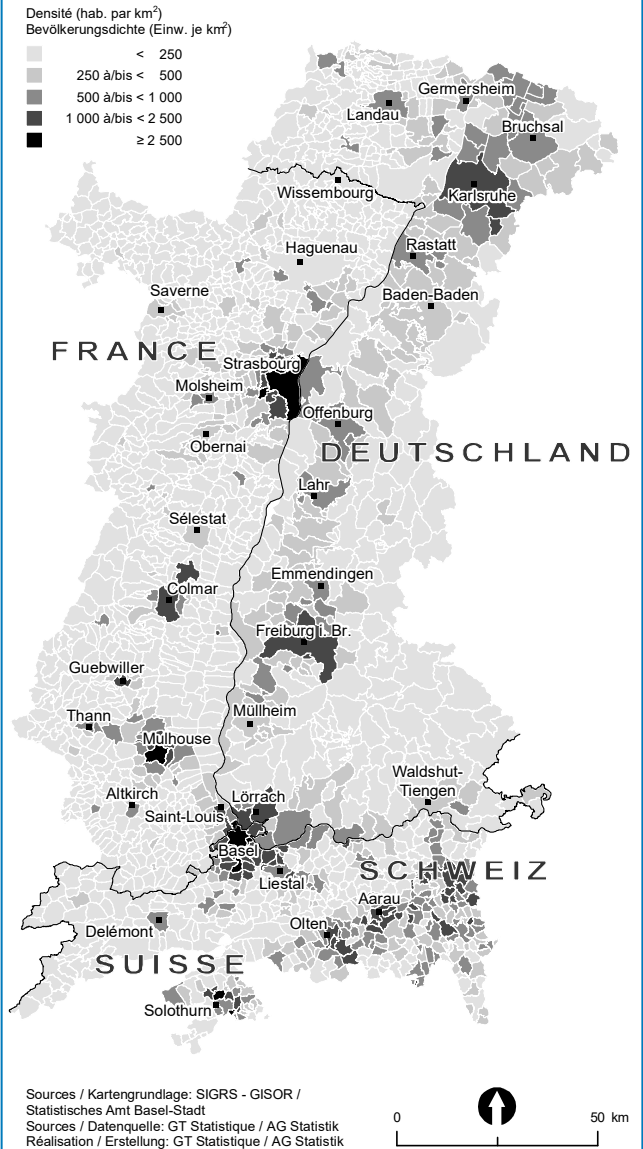 Densité (hab. par km²)
Bevölkerungsdichte (Einw. je km²)
< 250
250 à/bis < 500
500 à/bis < 1 000
1 000 à/bis < 2 500
≥ 2 500
Germersheim
Landau
Bruchsal
Wissembourg
Karlsruhe
Haguenau
Rastatt
Saverne
Baden-Baden
FRANCE
Strasbourg
Molsheim
Offenburg
Obernai
DEUTSCHLAND
Lahr
Sélestat
Emmendingen
Colmar
Freiburg i. Br.
Guebwiller
Thann
Müllheim
Mulhouse
Waldshut-
Tiengen
Altkirch
Lörrach
Saint-Louis
Basel
SCHWEIZ
Liestal
Aarau
Olten
Delémont
SUISSE
Solothurn
Sources / Kartengrundlage: SIGRS - GISOR /
Statistisches Amt Basel-Stadt
Sources / Datenquelle: GT Statistique / AG Statistik
Réalisation / Erstellung: GT Statistique / AG Statistik
0 50 km